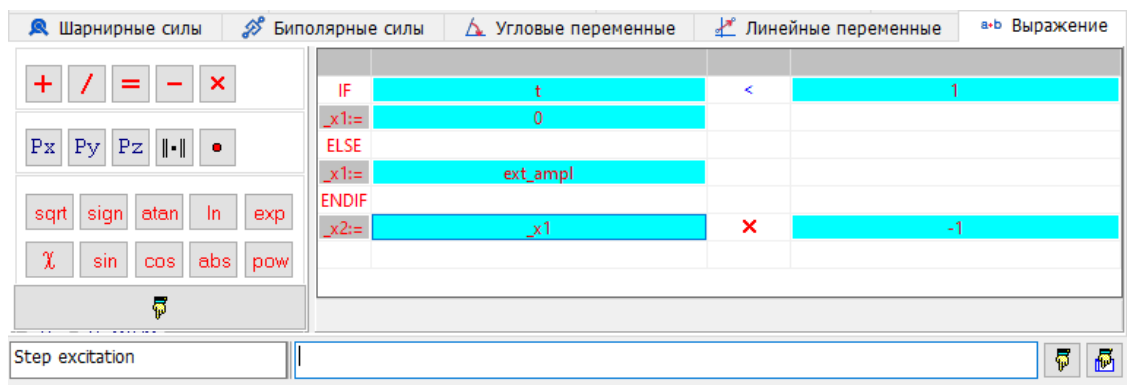 Шарнирные силы Биполярные силы Угловые переменные Линейные переменные a+b Выражение
+ / = − ×
Px Py Pz ‖•‖ •
sqrt sign atan ln exp
χ sin cos abs pow
IF t < 1
_x1:= 0
ELSE
_x1:= ext_ampl
ENDIF
_x2:= _x1 × -1
Step excitation